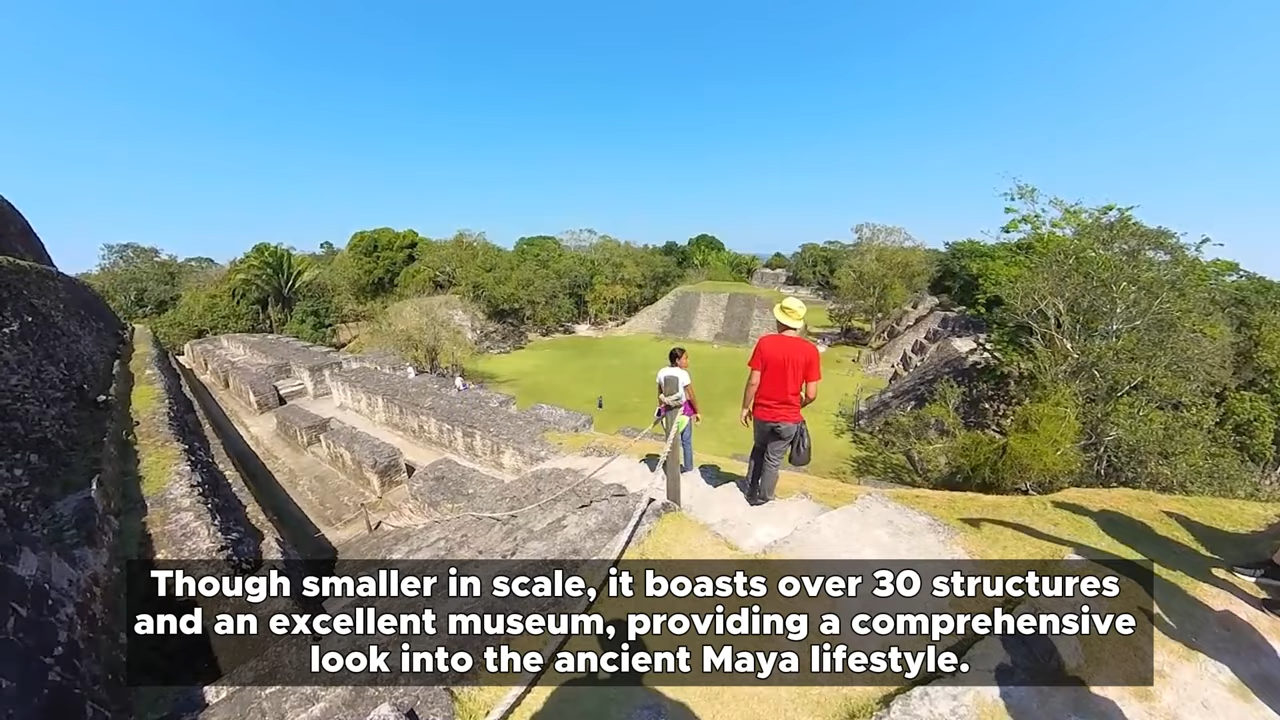 Though smaller in scale, it boasts over 30 structures
and an excellent museum, providing a comprehensive
look into the ancient Maya lifestyle.